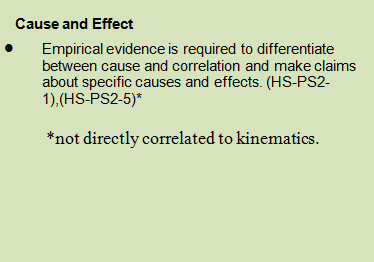 Cause and Effect
● Empirical evidence is required to differentiate
between cause and correlation and make claims
about specific causes and effects. (HS-PS2-
1),(HS-PS2-5)*
*not directly correlated to kinematics.